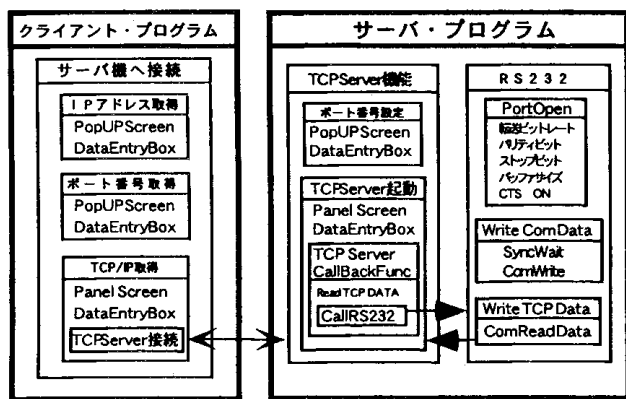 クライアント・プログラム
サーバ機へ接続
IPアドレス取得
PopUPScreen
DataEntryBox
ポート番号取得
PopUPScreen
DataEntryBox
TCP/IP取得
Panel Screen
DataEntryBox
TCPServer接続
サーバ・プログラム
TCPServer機能
ポート番号設定
PopUPScreen
DataEntryBox
TCPServer起動
Panel Screen
DataEntryBox
TCP Server
CallBackFunc
Read TCP DATA
CallRS232
RS232
PortOpen
転送ビットレート
パリティビット
ストップビット
バッファサイズ
CTS ON
Write ComData
SyncWait
ComWrite
Write TCP Data
ComReadData